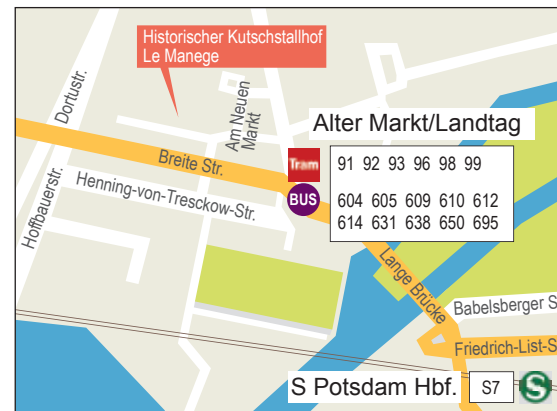 Historischer Kutschstallhof
Le Manege
Dortustr.
Am Neuen
Markt
Alter Markt/Landtag
Breite Str.
Tram
91 92 93 96 98 99
Henning-von-Tresckow-Str.
BUS
604 605 609 610 612
614 631 638 650 695
Hoffbauerstr.
Lange Brücke
Babelsberger S
Friedrich-List-S
S Potsdam Hbf.
S7
S